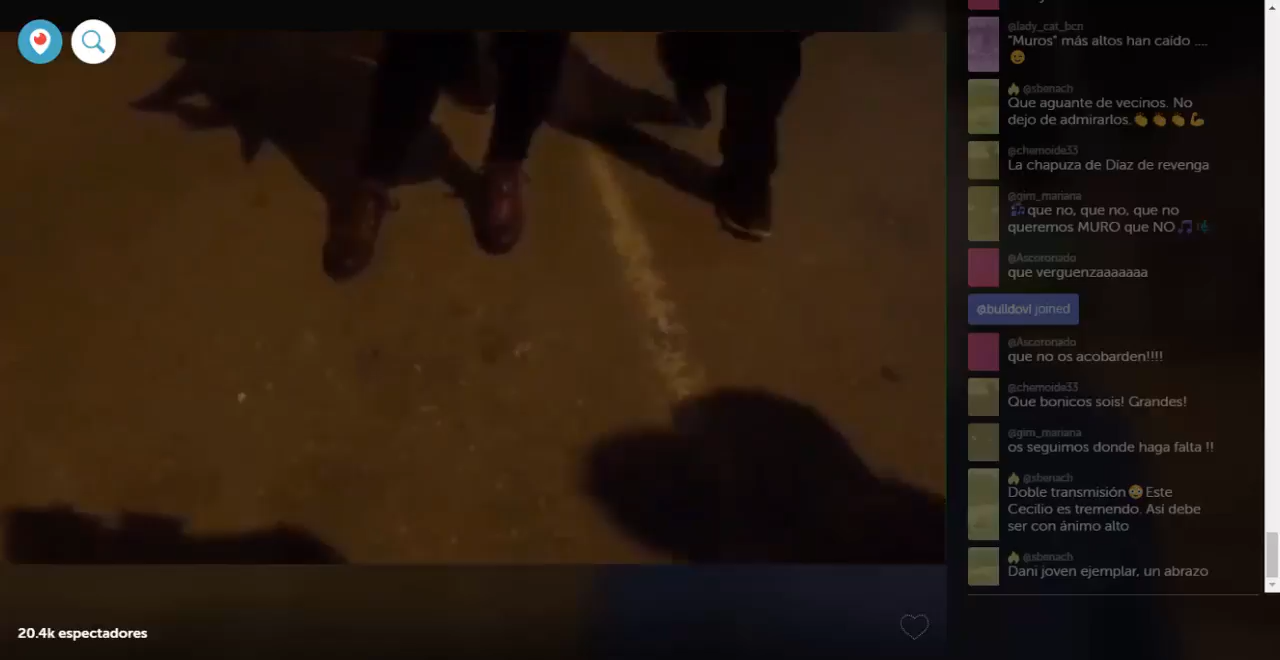 @lady_cat_bcn
"Muros" más altos han caído ....
@sbenach
Que aguante de vecinos. No
dejo de admirarlos.
@chemoide33
La chapuza de Díaz de revenga
@gim_mariana
que no, que no, que no
queremos MURO que NO
@Ascoronado
que verguenzaaaaaaa
@bulldovl joined
@Ascoronado
que no os acobarden!!!!
@chemoide33
Que bonicos sois! Grandes!
@gim_mariana
os seguimos donde haga falta !!
@sbenach
Doble transmisión Este
Cecilio es tremendo. Así debe
ser con ánimo alto
@sbenach
Dani joven ejemplar, un abrazo
20.4k espectadores